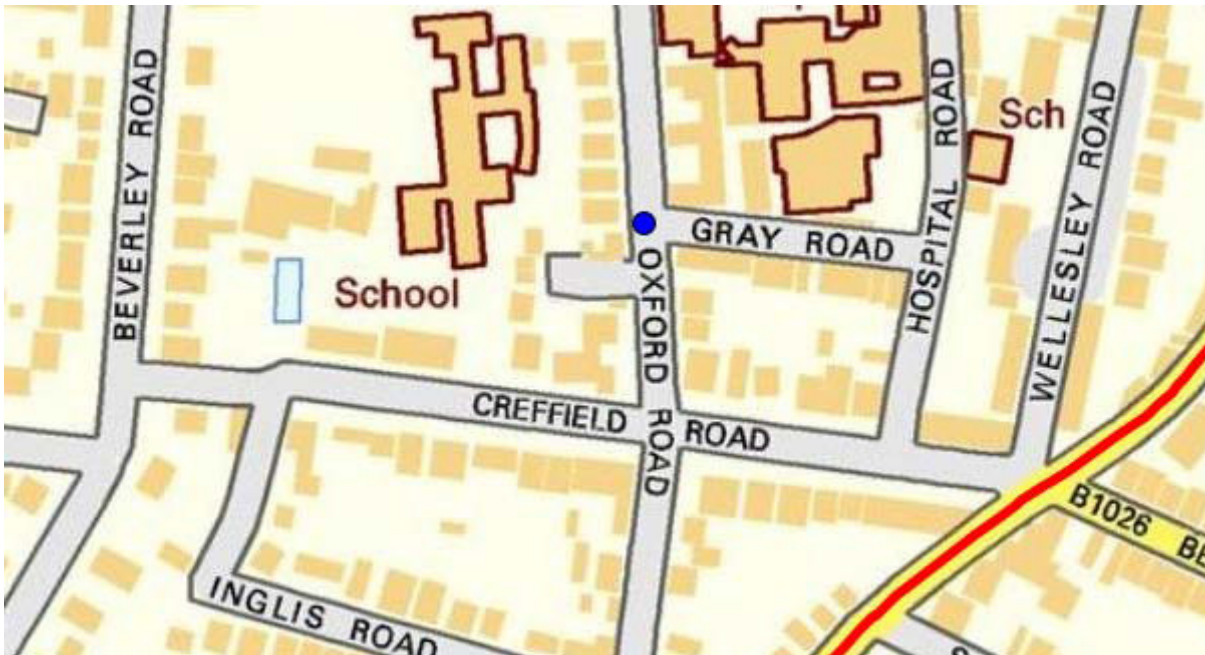 BEVERLEY ROAD
School
OXFORD ROAD
GRAY ROAD
HOSPITAL ROAD
Sch
WELLESLEY ROAD
CREFFIELD ROAD
B1026
INGLIS ROAD